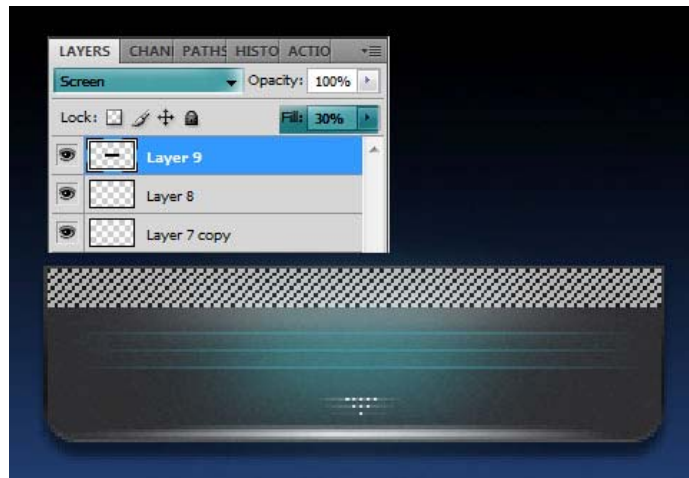 LAYERS CHAN PATHS HISTO ACTIO
Screen Opacity: 100%
Lock: Fill: 30%
Layer 9
Layer 8
Layer 7 copy